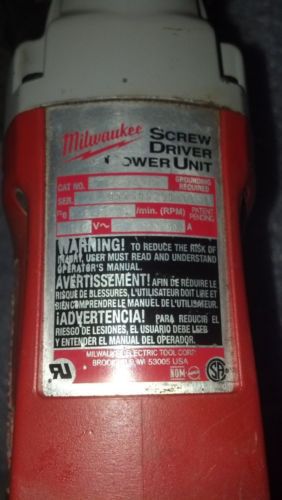 Milwaukee
SCREW
DRIVER
POWER UNIT
CAT NO.
GROUNDING
REQUIRED
SER.
/min. (RPM)
PATENT
PENDING
V~
A
WARNING! TO REDUCE THE RISK OF
INJURY, USER MUST READ AND UNDERSTAND
OPERATOR'S MANUAL.
AVERTISSEMENT! AFIN DE RÉDUIRE LE
RISQUE DE BLESSURES, L'UTILISATEUR DOIT LIRE ET
BIEN COMPRENDRE LE MANUEL DE L'UTILISATEUR.
¡ADVERTENCIA! PARA REDUCIR EL
RIESGO DE LESIONES, EL USUARIO DEBE LEER
Y ENTENDER EL MANUAL DEL OPERADOR.
MILWAUKEE ELECTRIC TOOL CORP.
BROOKFIELD, WI 53005 USA
NOM